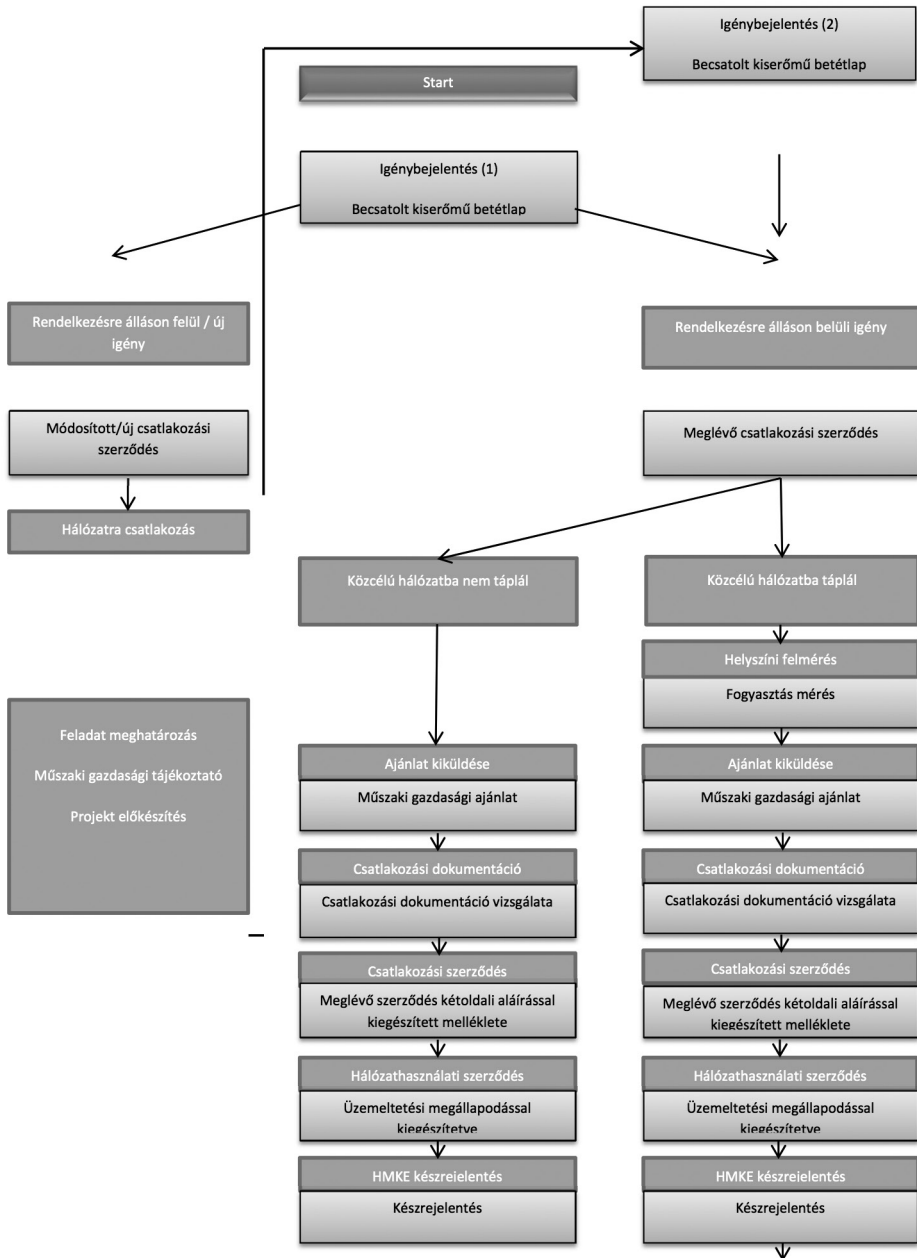 Igénybejelentés (2)
Becsatolt kiserőmű betétlap
Start
Igénybejelentés (1)
Becsatolt kiserőmű betétlap
Rendelkezésre álláson felül / új
igény
Rendelkezésre álláson belüli igény
Módosított/új csatlakozási
szerződés
Meglévő csatlakozási szerződés
Hálózatra csatlakozás
Közcélú hálózatba nem táplál
Közcélú hálózatba táplál
Helyszíni felmérés
Fogyasztás mérés
Feladat meghatározás
Műszaki gazdasági tájékoztató
Projekt előkészítés
Ajánlat kiküldése
Műszaki gazdasági ajánlat
Csatlakozási dokumentáció
Csatlakozási dokumentáció vizsgálata
Csatlakozási szerződés
Meglévő szerződés kétoldali aláírással
kiegészített melléklete
Hálózathasználati szerződés
Üzemeltetési megállapodással
kiegészítetve
HMKE készrejelentés
Készrejelentés
Ajánlat kiküldése
Műszaki gazdasági ajánlat
Csatlakozási dokumentáció
Csatlakozási dokumentáció vizsgálata
Csatlakozási szerződés
Meglévő szerződés kétoldali aláírással
kiegészített melléklete
Hálózathasználati szerződés
Üzemeltetési megállapodással
kiegészítetve
HMKE készrejelentés
Készrejelentés